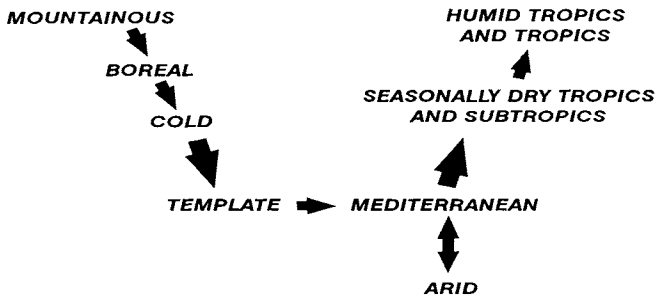 MOUNTAINOUS
BOREAL
COLD
TEMPLATE
MEDITERRANEAN
ARID
SEASONALLY DRY TROPICS
AND SUBTROPICS
HUMID TROPICS
AND TROPICS